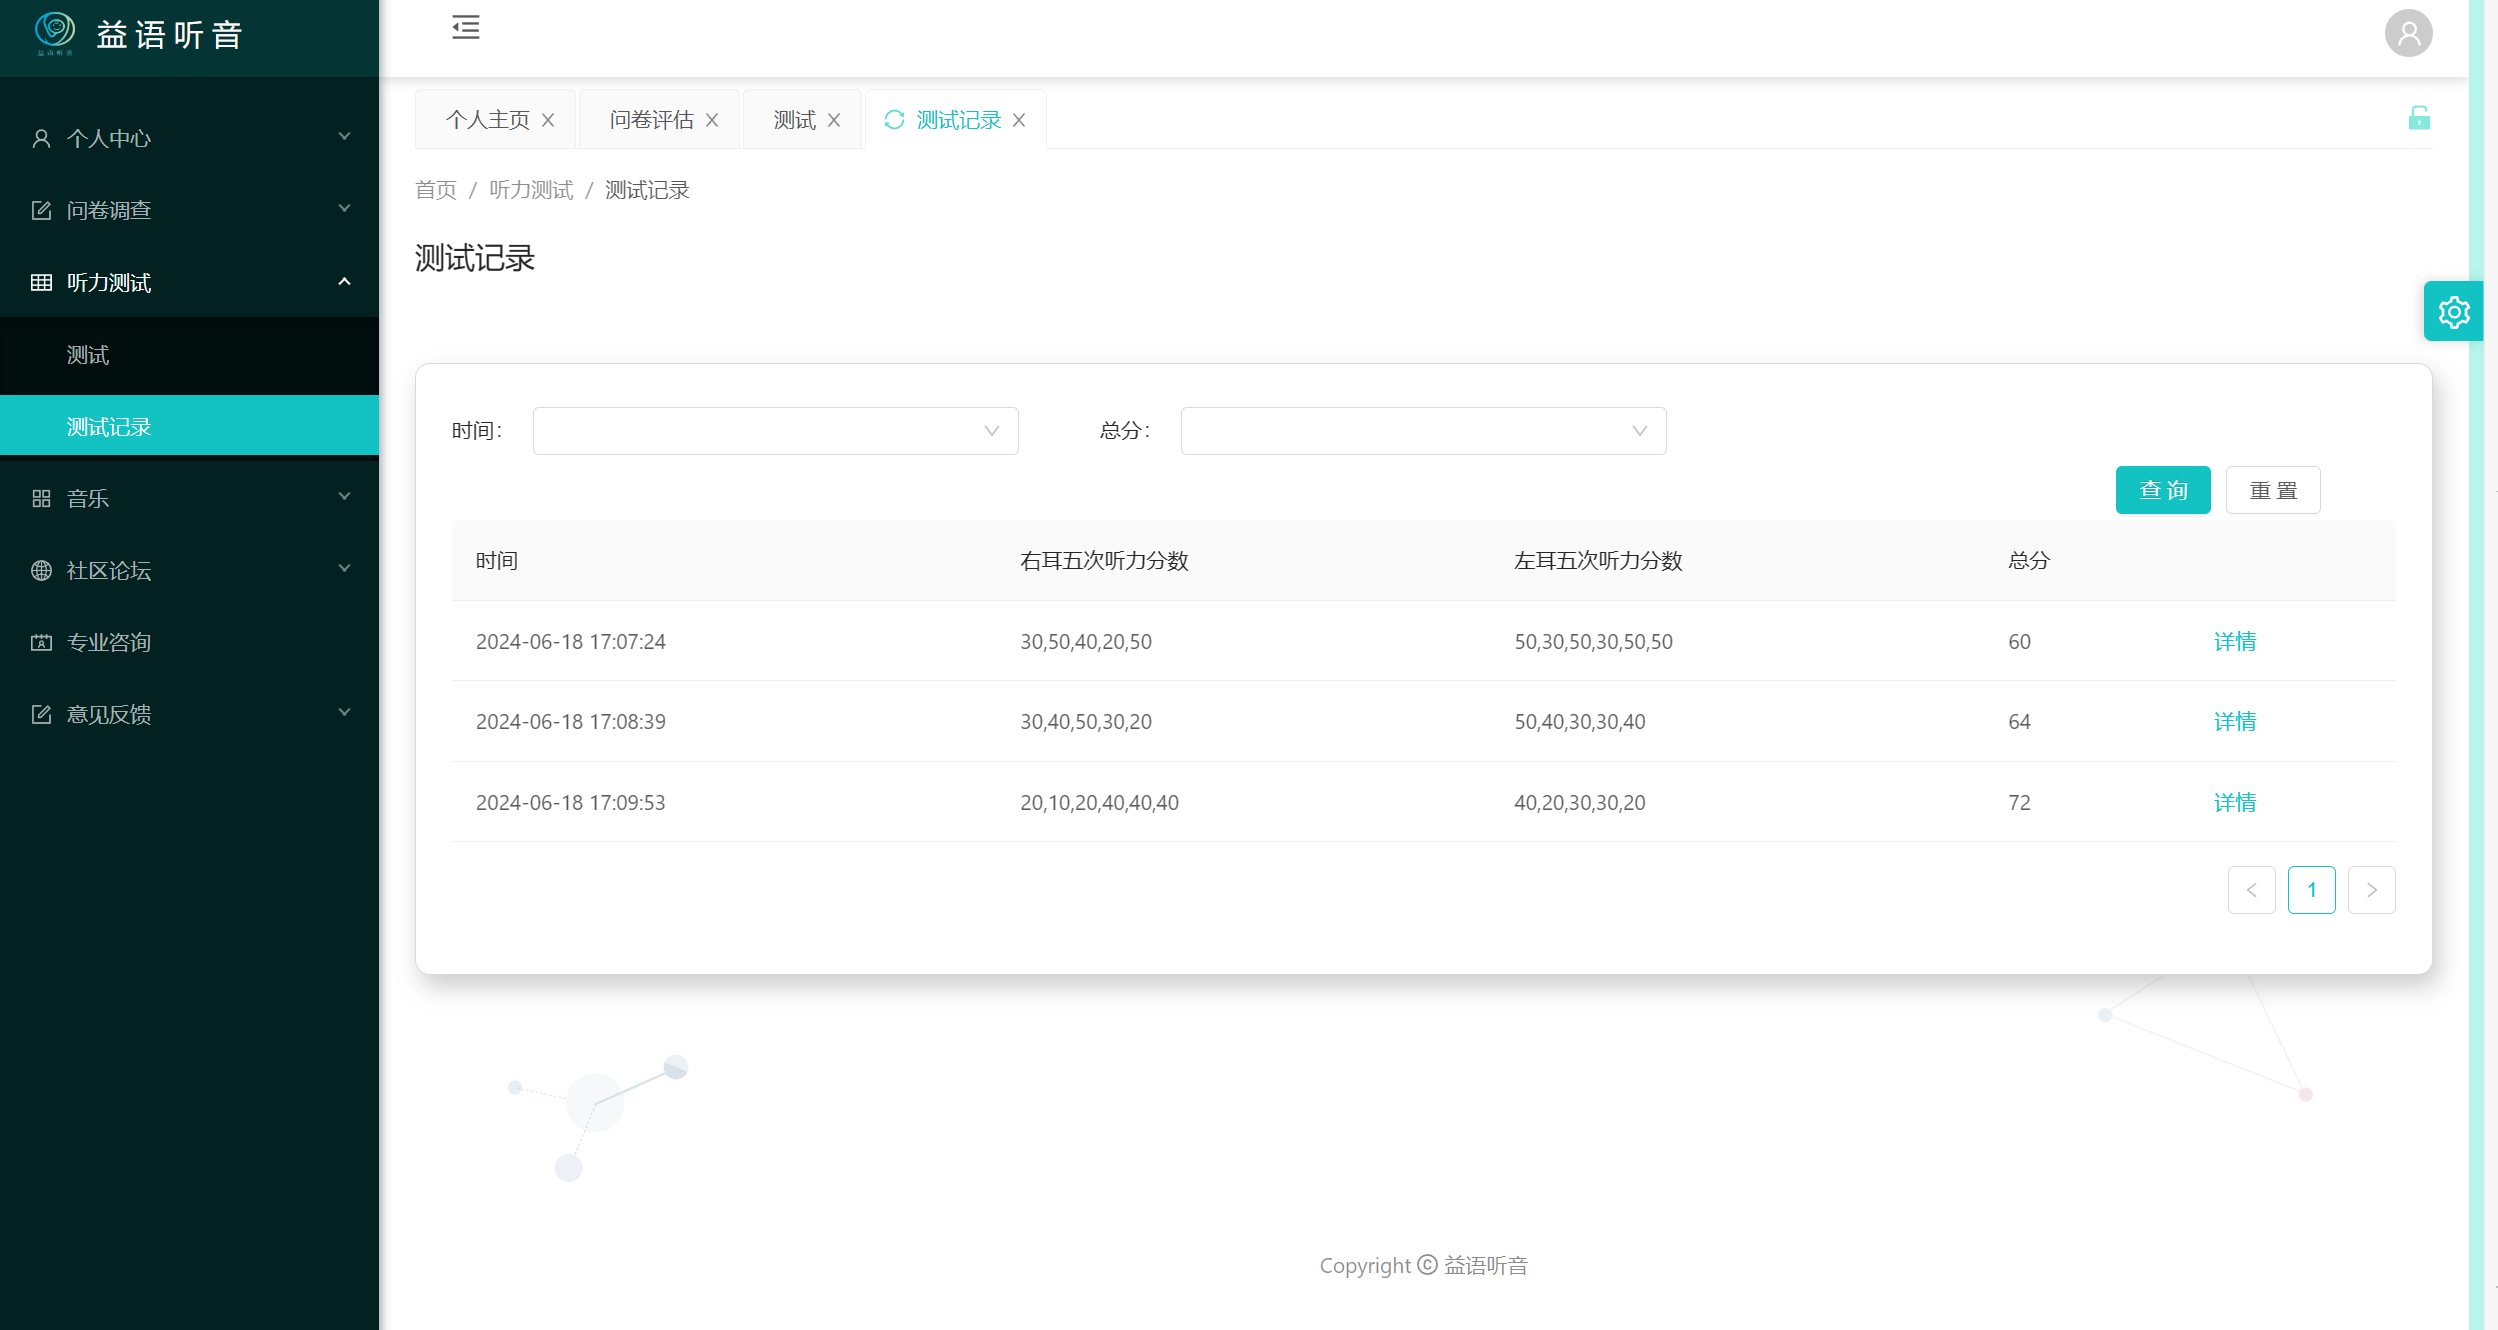 益语听音
益语听音
个人中心
问卷调查
听力测试
测试
测试记录
音乐
社区论坛
专业咨询
意见反馈
个人主页
问卷评估
测试
测试记录
首页 / 听力测试 / 测试记录
测试记录
时间：
总分：
查 询
重 置
时间 右耳五次听力分数 左耳五次听力分数 总分
2024-06-18 17:07:24 30,50,40,20,50 50,30,50,30,50,50 60 详情
2024-06-18 17:08:39 30,40,50,30,20 50,40,30,30,40 64 详情
2024-06-18 17:09:53 20,10,20,40,40,40 40,20,30,30,20 72 详情
< 1 >
Copyright © 益语听音